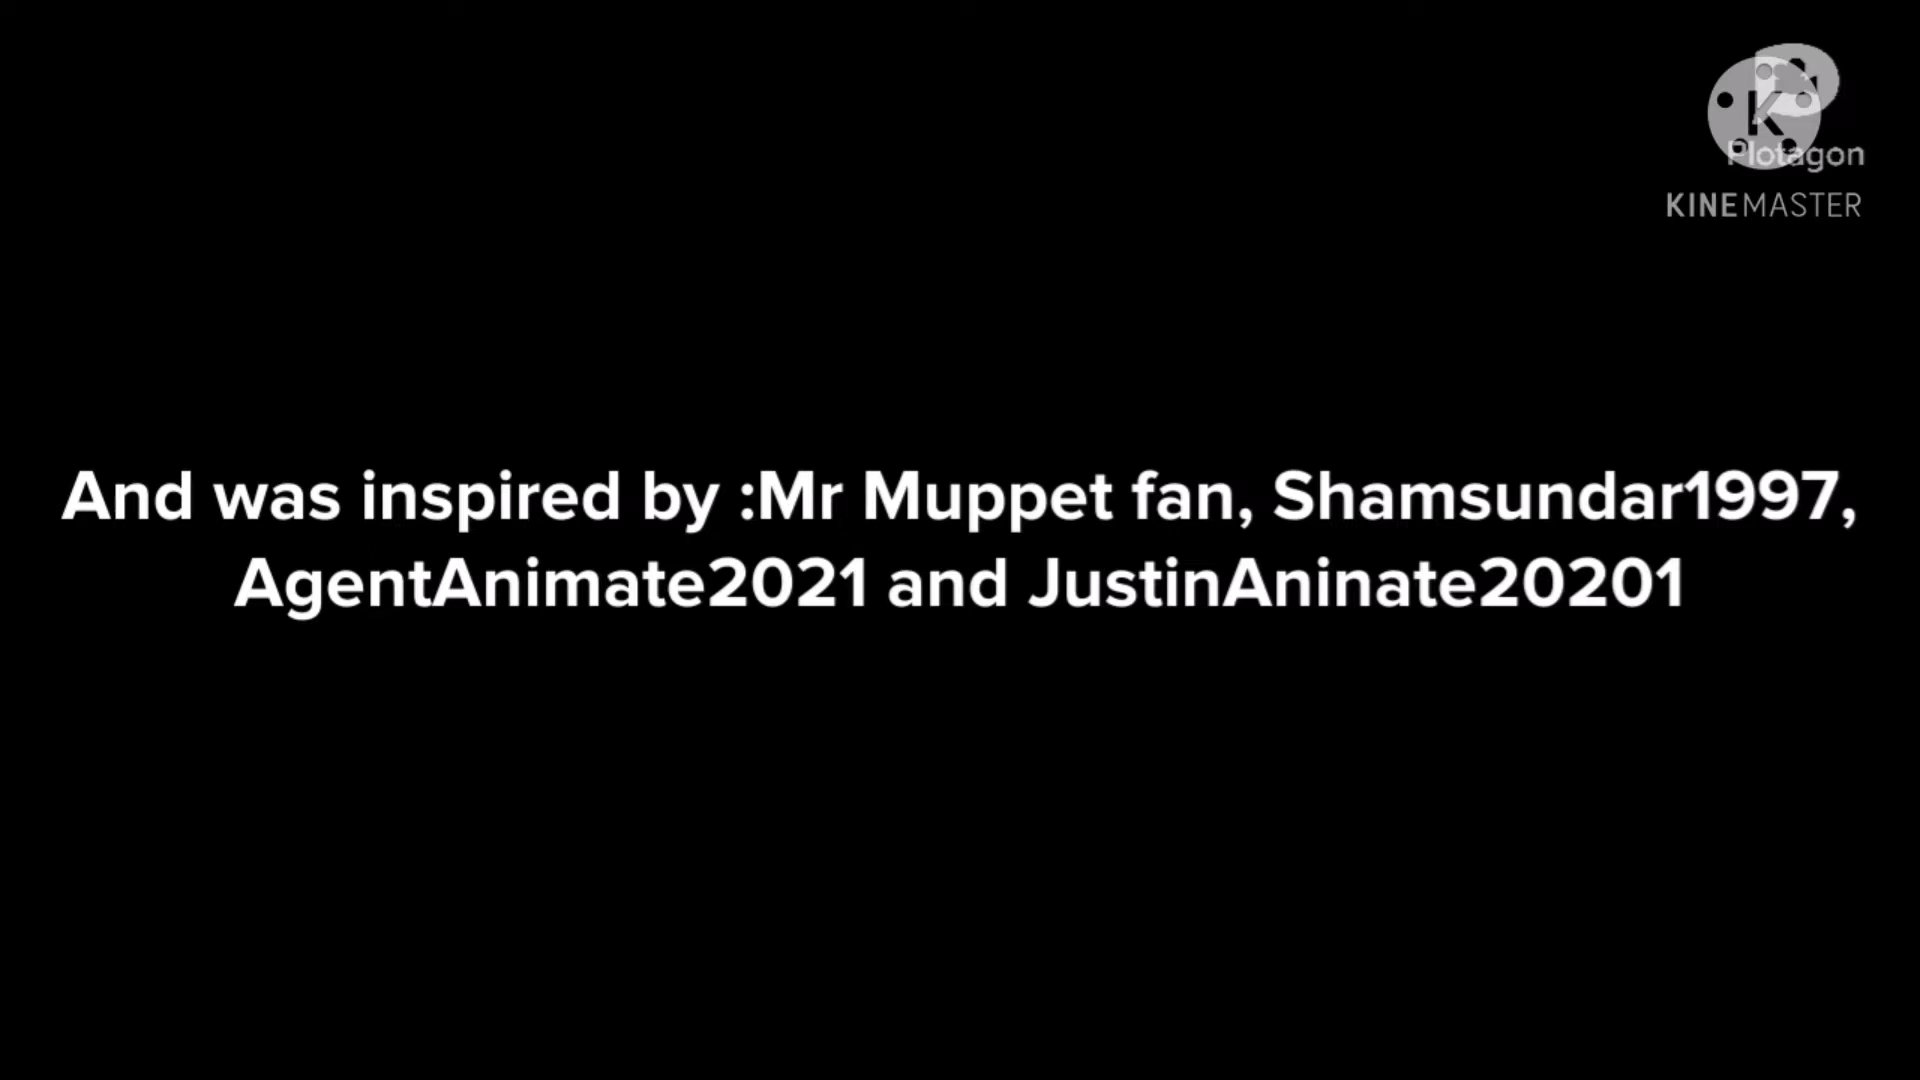 K
Plotagon
KINEMASTER
And was inspired by :Mr Muppet fan, Shamsundar1997,
AgentAnimate2021 and JustinAninate20201